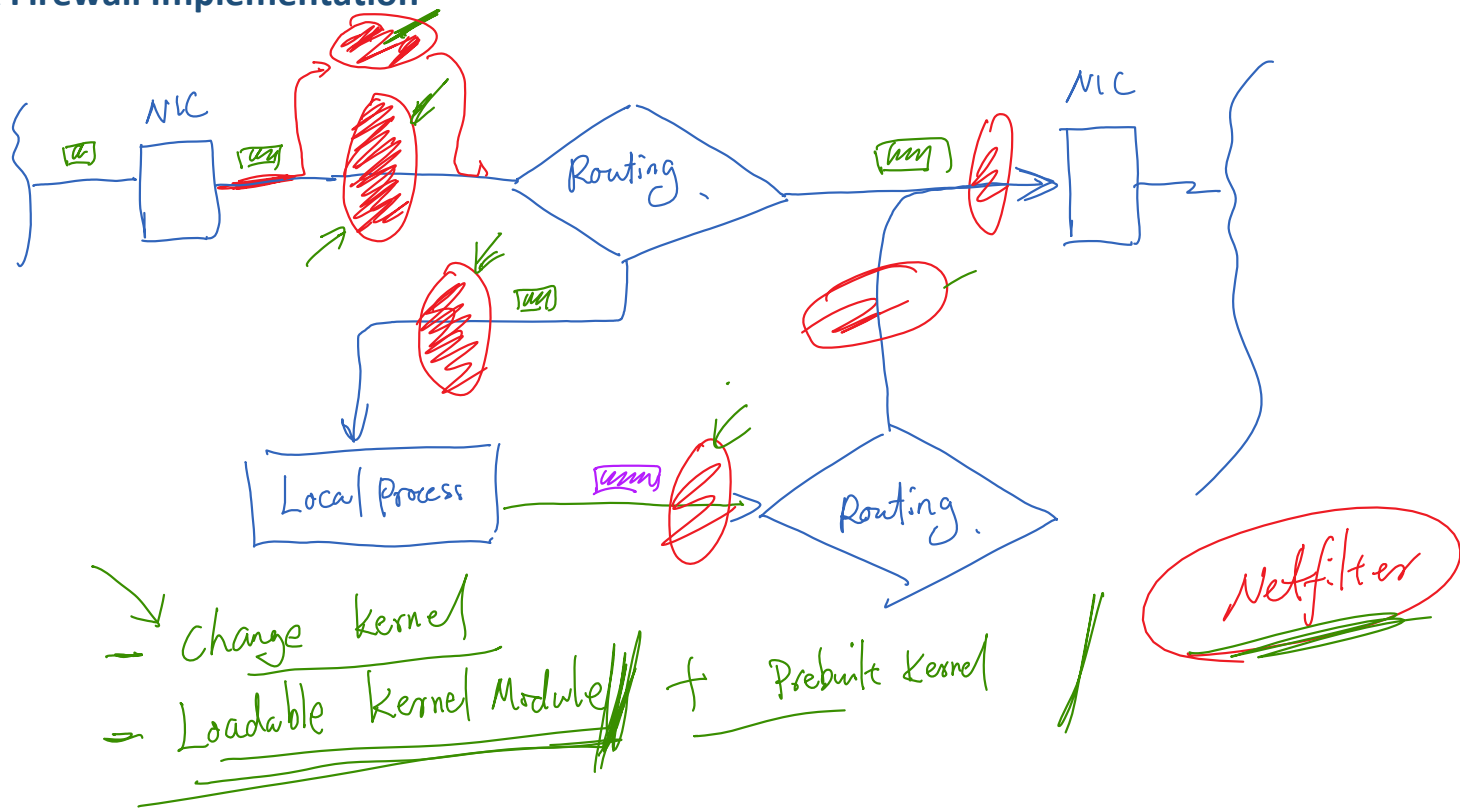 Firewall Implementation
NIC
NIC
Routing.
Local Process
Routing.
Netfilter
- Change Kernel
- Loadable Kernel Module + Prebuilt Kernel